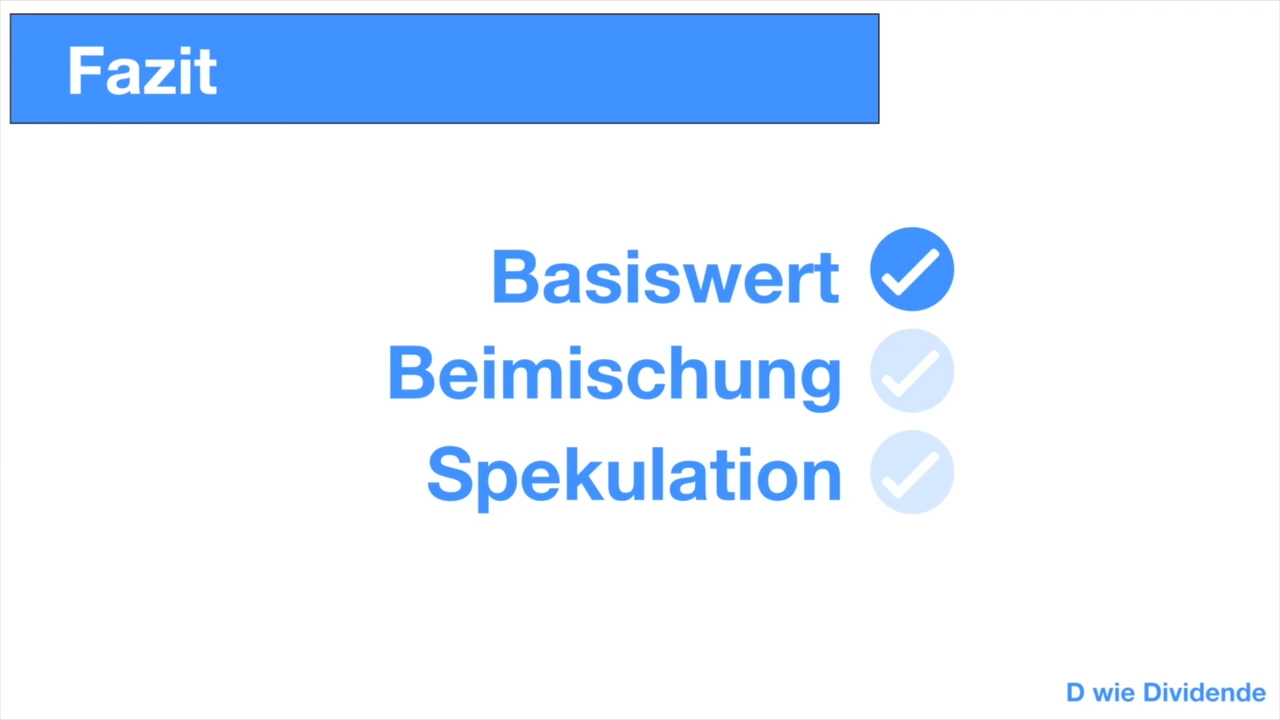 Fazit
Basiswert
Beimischung
Spekulation
D wie Dividende